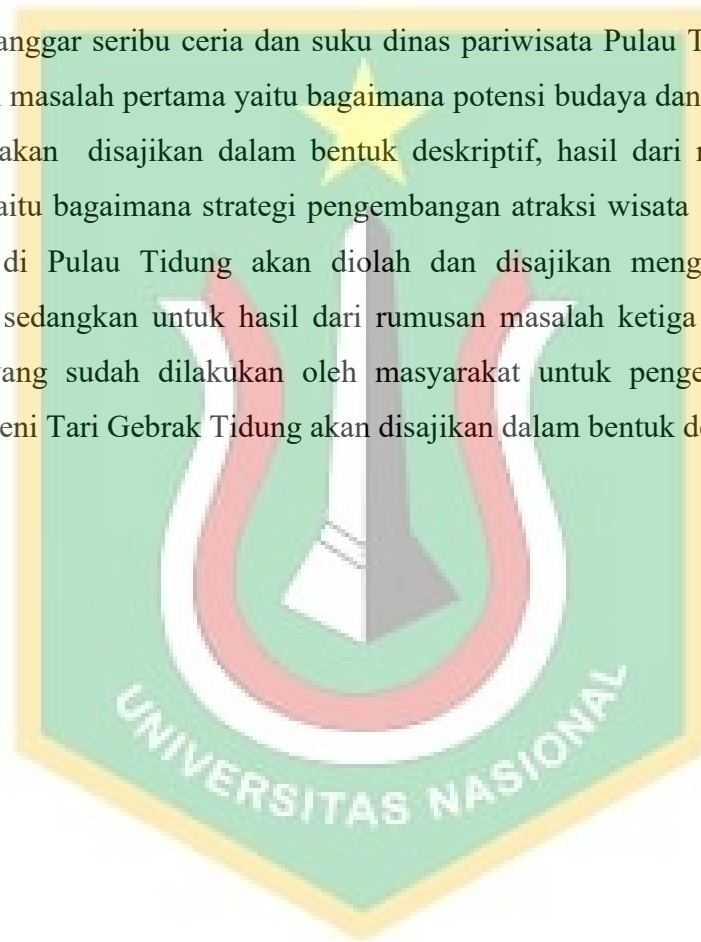 anggar seribu ceria dan suku dinas pariwisata Pulau T
masalah pertama yaitu bagaimana potensi budaya dan
akan disajikan dalam bentuk deskriptif, hasil dari
aitu bagaimana strategi pengembangan atraksi wisata
di Pulau Tidung akan diolah dan disajikan meng
sedangkan untuk hasil dari rumusan masalah ketiga
yang sudah dilakukan oleh masyarakat untuk penge
eni Tari Gebrak Tidung akan disajikan dalam bentuk de
UNIVERSITAS NASIONAL